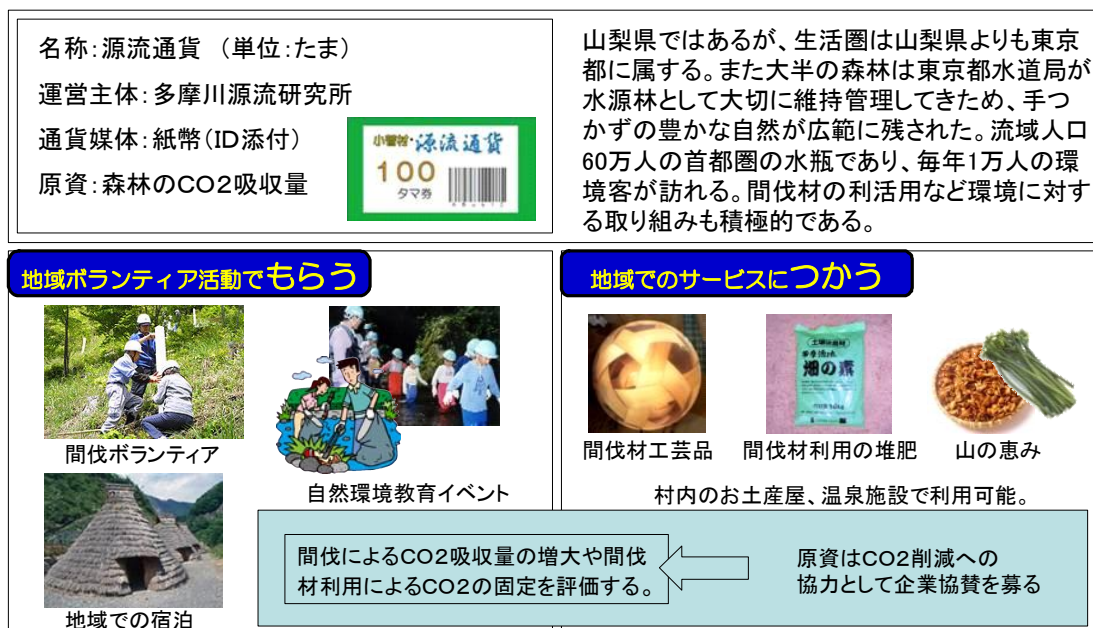 名称:源流通貨 (単位:たま)
運営主体:多摩川源流研究所
通貨媒体:紙幣(ID添付)
原資:森林のCO2吸収量
小菅村・源流通貨
100
タマ券
山梨県ではあるが、生活圏は山梨県よりも東京
都に属する。また大半の森林は東京都水道局が
水源林として大切に維持管理してきため、手つ
かずの豊かな自然が広範に残された。流域人口
60万人の首都圏の水瓶であり、毎年1万人の環
境客が訪れる。間伐材の利活用など環境に対す
る取り組みも積極的である。
地域ボランティア活動でもらう
間伐ボランティア
自然環境教育イベント
地域での宿泊
地域でのサービスにつかう
畑の素
間伐材工芸品
間伐材利用の堆肥
山の恵み
村内のお土産屋、温泉施設で利用可能。
間伐によるCO2吸収量の増大や間伐
材利用によるCO2の固定を評価する。
原資はCO2削減への
協力として企業協賛を募る